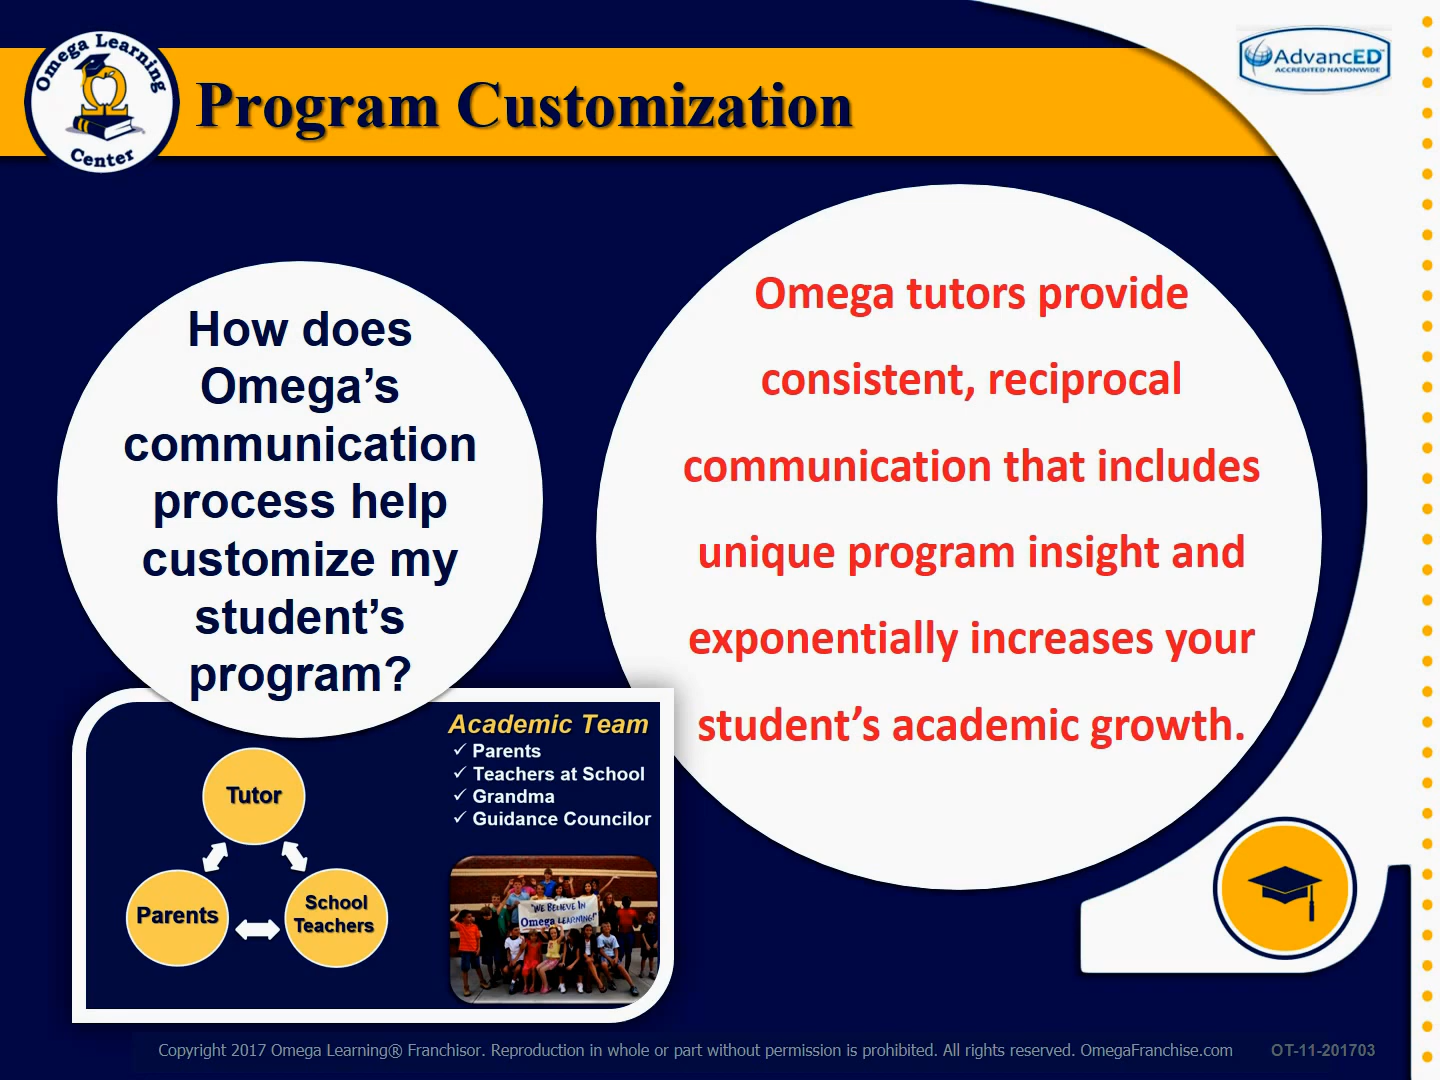 Omega Learning
Center
Program Customization
AdvancED™
ACCREDITED NATIONWIDE
How does
Omega’s
communication
process help
customize my
student’s
program?
Omega tutors provide
consistent, reciprocal
communication that includes
unique program insight and
exponentially increases your
student’s academic growth.
Tutor
Parents
School
Teachers
Academic Team
✓ Parents
✓ Teachers at School
✓ Grandma
✓ Guidance Councilor
"WE BELIEVE IN
Omega LEARNING!"
Copyright 2017 Omega Learning® Franchisor. Reproduction in whole or part without permission is prohibited. All rights reserved. OmegaFranchise.com
OT-11-201703